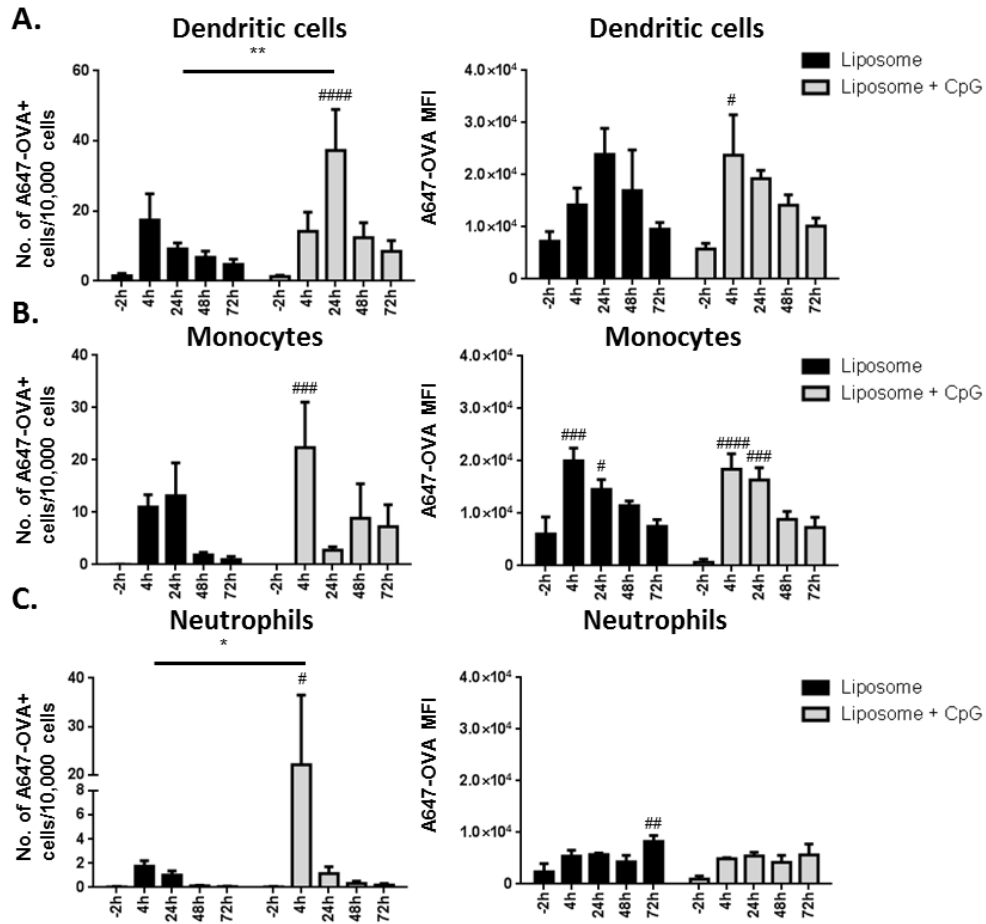 A.
Dendritic cells
**
No. of A647-OVA+
cells/10,000 cells
60
40
20
0
####
-2h 4h 24h 48h 72h -2h 4h 24h 48h 72h
Dendritic cells
A647-OVA MFI
4.0×10⁴
3.0×10⁴
2.0×10⁴
1.0×10⁴
0
#
-2h 4h 24h 48h 72h -2h 4h 24h 48h 72h
Liposome
Liposome + CpG
B.
Monocytes
No. of A647-OVA+
cells/10,000 cells
40
30
20
10
0
###
-2h 4h 24h 48h 72h -2h 4h 24h 48h 72h
Monocytes
A647-OVA MFI
4.0×10⁴
3.0×10⁴
2.0×10⁴
1.0×10⁴
0
### # #### ###
-2h 4h 24h 48h 72h -2h 4h 24h 48h 72h
Liposome
Liposome + CpG
C.
Neutrophils
*
No. of A647-OVA+
cells/10,000 cells
40
30
20
8
6
4
2
0
#
-2h 4h 24h 48h 72h -2h 4h 24h 48h 72h
Neutrophils
A647-OVA MFI
4.0×10⁴
3.0×10⁴
2.0×10⁴
1.0×10⁴
0
##
-2h 4h 24h 48h 72h -2h 4h 24h 48h 72h
Liposome
Liposome + CpG